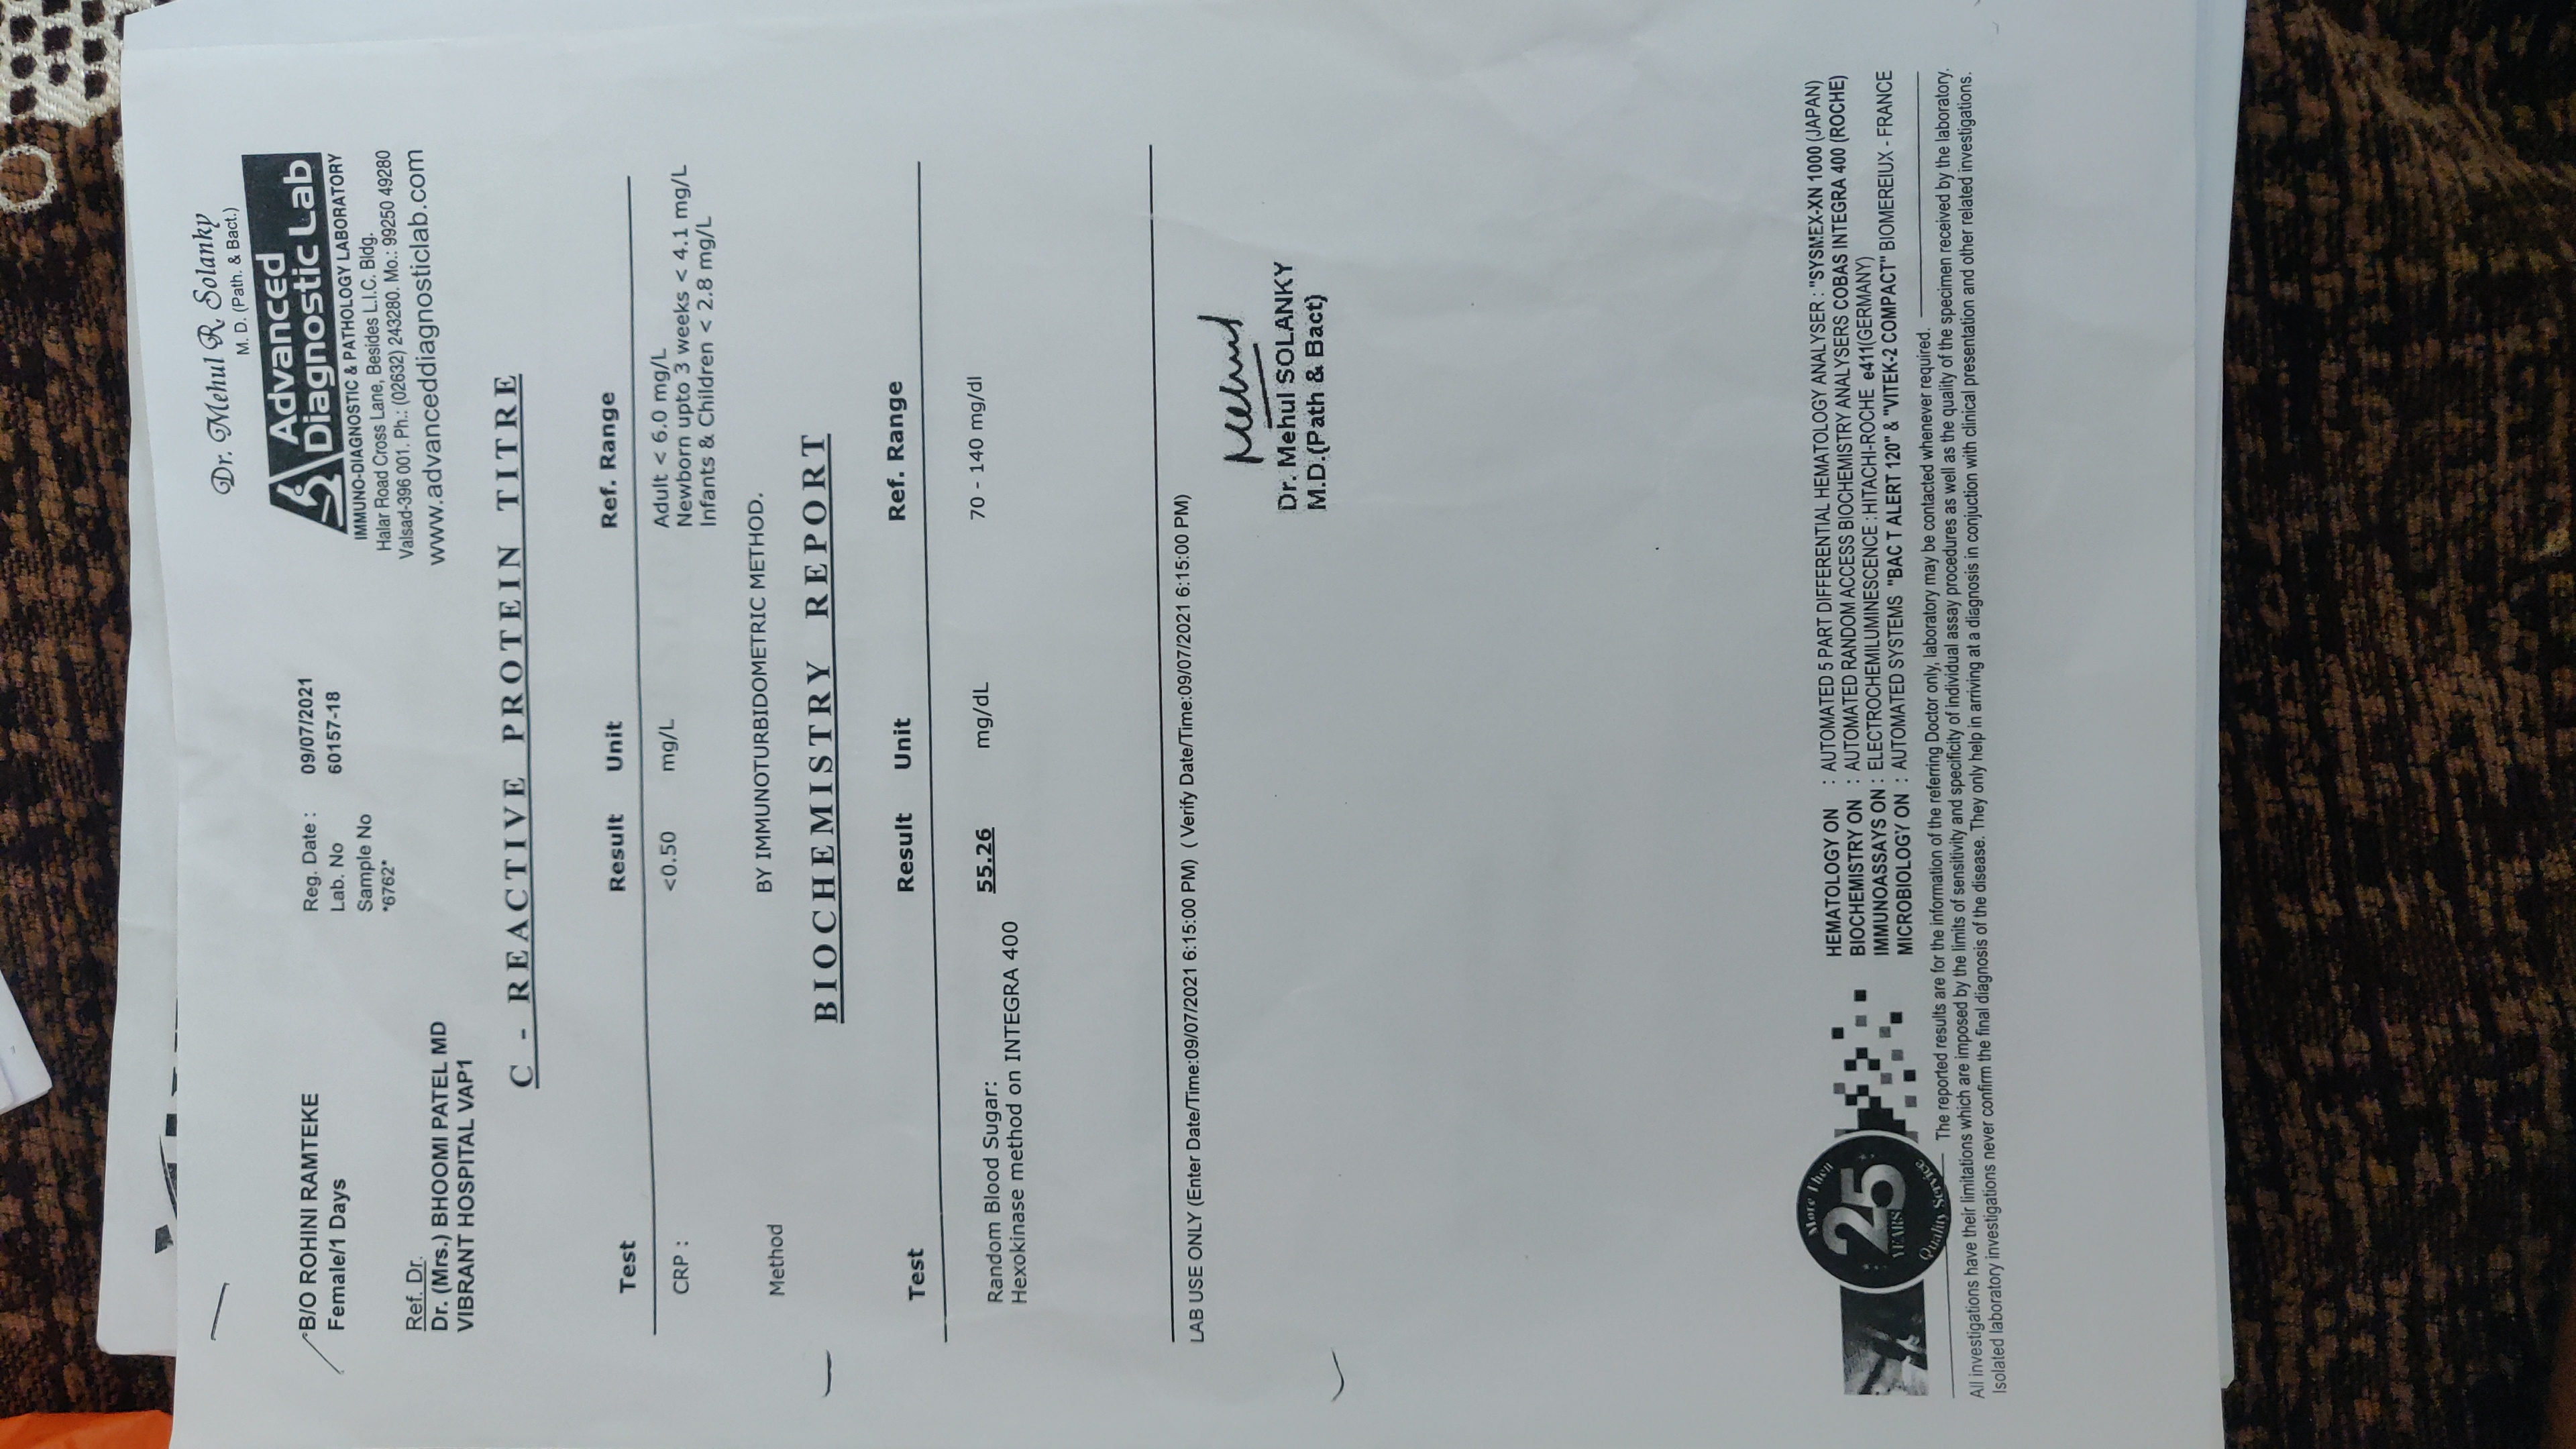 Dr. Mehul R. Solanky
M. D. (Path. & Bact.)
Advanced
Diagnostic Lab
IMMUNO-DIAGNOSTIC & PATHOLOGY LABORATORY
Halar Road Cross Lane, Besides L.I.C. Bldg.
Valsad-396 001. Ph.: (02632) 243280. Mo.: 99250 49280
www.advanceddiagnosticlab.com
B/O ROHINI RAMTEKE
Female/1 Days
Reg. Date : 09/07/2021
Lab. No 60157-18
Sample No
*6762*
Ref. Dr.
Dr. (Mrs.) BHOOMI PATEL MD
VIBRANT HOSPITAL VAP1
C - REACTIVE PROTEIN TITRE
Test Result Unit Ref. Range
CRP : <0.50 mg/L Adult < 6.0 mg/L
Newborn upto 3 weeks < 4.1 mg/L
Infants & Children < 2.8 mg/L
Method BY IMMUNOTURBIDOMETRIC METHOD.
BIOCHEMISTRY REPORT
Test Result Unit Ref. Range
Random Blood Sugar: 55.26 mg/dL 70 - 140 mg/dl
Hexokinase method on INTEGRA 400
LAB USE ONLY (Enter Date/Time:09/07/2021 6:15:00 PM) ( Verify Date/Time:09/07/2021 6:15:00 PM)
Mehul
Dr. Mehul SOLANKY
M.D.(Path & Bact)
More Then
25
YEARS
Quality Service
HEMATOLOGY ON : AUTOMATED 5 PART DIFFERENTIAL HEMATOLOGY ANALYSER : "SYSMEX-XN 1000 (JAPAN)
BIOCHEMISTRY ON : AUTOMATED RANDOM ACCESS BIOCHEMISTRY ANALYSERS COBAS INTEGRA 400 (ROCHE)
IMMUNOASSAYS ON : ELECTROCHEMILUMINESCENCE : HITACHI-ROCHE e411(GERMANY)
MICROBIOLOGY ON : AUTOMATED SYSTEMS "BAC T ALERT 120" & "VITEK-2 COMPACT" BIOMEREIUX - FRANCE
The reported results are for the information of the referring Doctor only, laboratory may be contacted whenever required.
All investigations have their limitations which are imposed by the limits of sensitivity and specificity of individual assay procedures as well as the quality of the specimen received by the laboratory.
Isolated laboratory investigations never confirm the final diagnosis of the disease. They only help in arriving at a diagnosis in conjuction with clinical presentation and other related investigations.